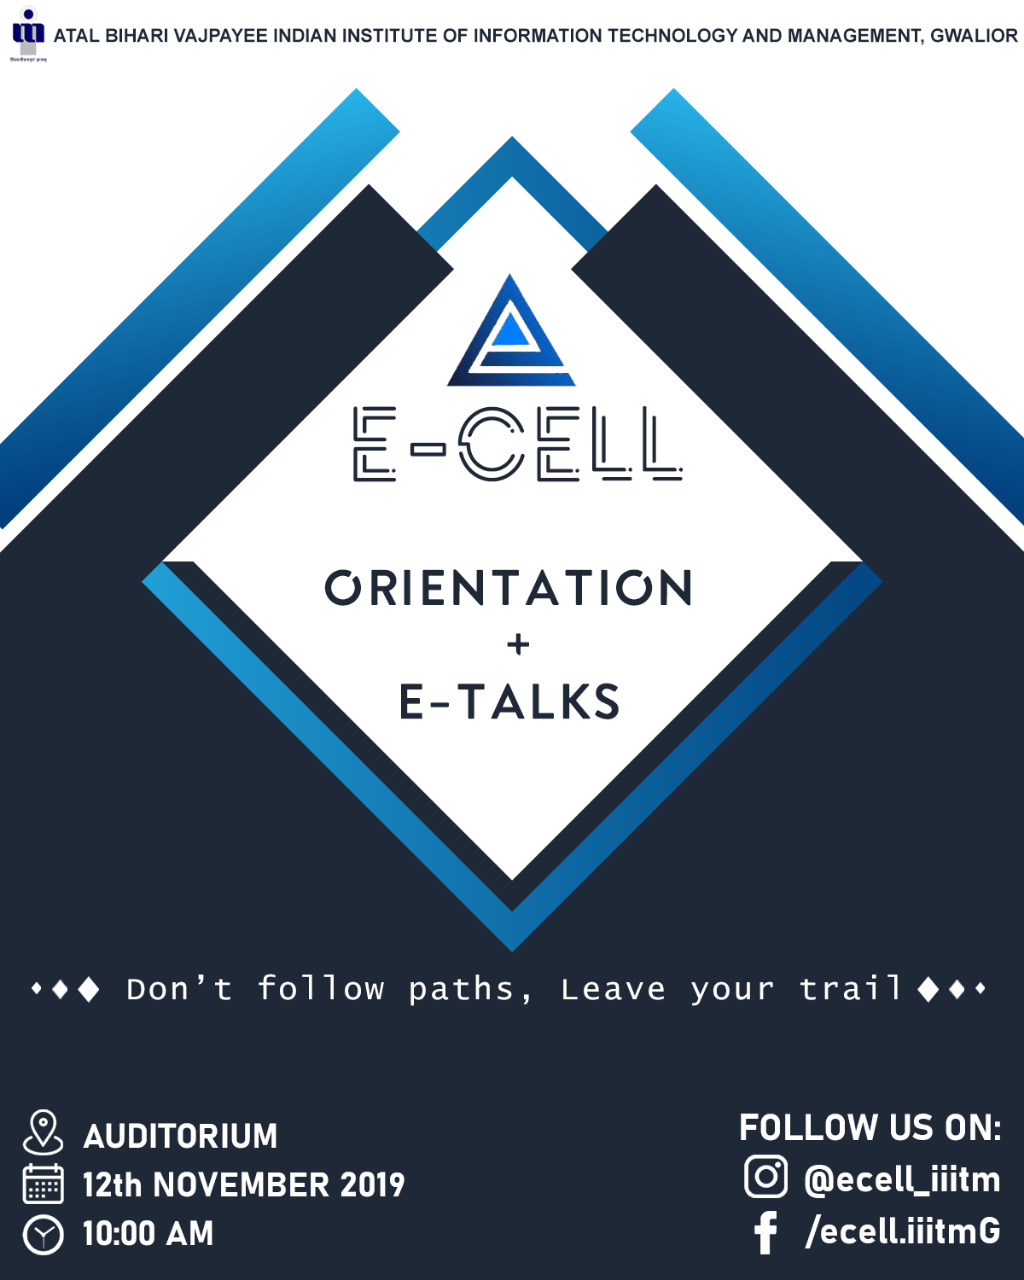 ATAL BIHARI VAJPAYEE INDIAN INSTITUTE OF INFORMATION TECHNOLOGY AND MANAGEMENT, GWALIOR
E-CELL
ORIENTATION
+
E-TALKS
Don't follow paths, Leave your trail
AUDITORIUM
12th NOVEMBER 2019
10:00 AM
FOLLOW US ON:
@ecell_iiitm
/ecell.iiitmG